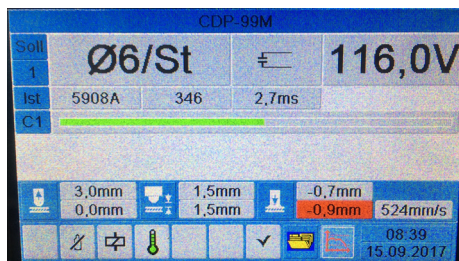 CDP-99M
Soll 1 Ø6/St 116,0V
Ist 5908A 346 2,7ms
C1
3,0mm 1,5mm -0,7mm
0,0mm 1,5mm -0,9mm 524mm/s
08:39
15.09.2017